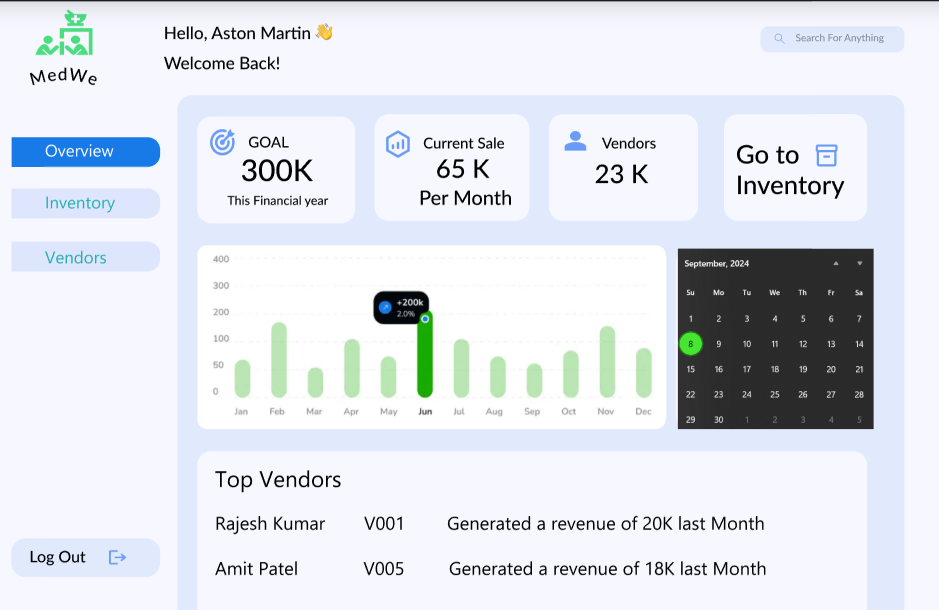 Hello, Aston Martin 👋
Welcome Back!
Search For Anything
MedWe
Overview
Inventory
Vendors
Log Out
GOAL
300K
This Financial year
Current Sale
65 K
Per Month
Vendors
23 K
Go to
Inventory
400
300
200
100
50
0
+200k
2.0%
Jan Feb Mar Apr May Jun Jul Aug Sep Oct Nov Dec
September, 2024
Su Mo Tu We Th Fr Sa
1 2 3 4 5 6 7
8 9 10 11 12 13 14
15 16 17 18 19 20 21
22 23 24 25 26 27 28
29 30 1 2 3 4 5
Top Vendors
Rajesh Kumar V001 Generated a revenue of 20K last Month
Amit Patel V005 Generated a revenue of 18K last Month